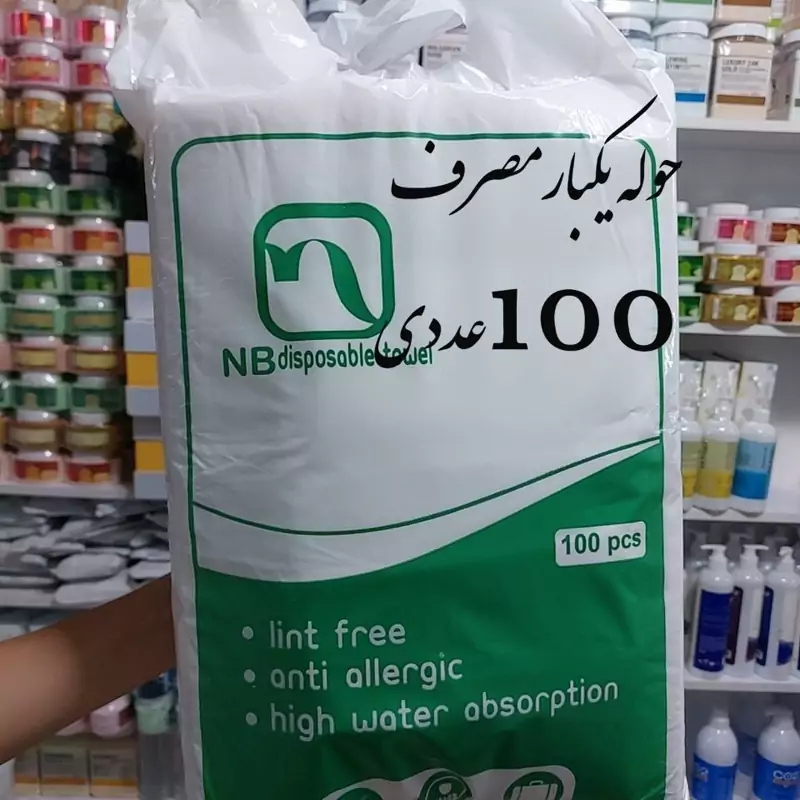 حوله یکبار مصرف
100عددی
NB disposable towel
100 pcs
• lint free
• anti allergic
• high water absorption